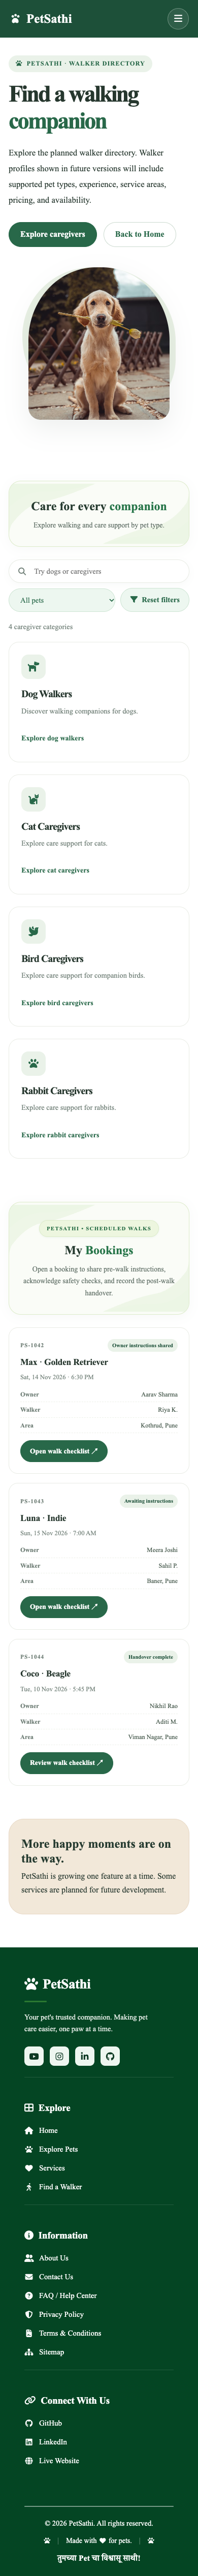 PetSathi
PETSATHI · WALKER DIRECTORY
Find a walking
companion
Explore the planned walker directory. Walker
profiles shown in future versions will include
supported pet types, experience, service areas,
pricing, and availability.
Explore caregivers
Back to Home
Care for every companion
Explore walking and care support by pet type.
Try dogs or caregivers
All pets
Reset filters
4 caregiver categories
Dog Walkers
Discover walking companions for dogs.
Explore dog walkers
Cat Caregivers
Explore care support for cats.
Explore cat caregivers
Bird Caregivers
Explore care support for companion birds.
Explore bird caregivers
Rabbit Caregivers
Explore care support for rabbits.
Explore rabbit caregivers
PETSATHI • SCHEDULED WALKS
My Bookings
Open a booking to share pre-walk instructions,
acknowledge safety checks, and record the post-walk
handover.
PS-1042
Owner instructions shared
Max · Golden Retriever
Sat, 14 Nov 2026 · 6:30 PM
Owner Aarav Sharma
Walker Riya K.
Area Kothrud, Pune
Open walk checklist ↗
PS-1043
Awaiting instructions
Luna · Indie
Sun, 15 Nov 2026 · 7:00 AM
Owner Meera Joshi
Walker Sahil P.
Area Baner, Pune
Open walk checklist ↗
PS-1044
Handover complete
Coco · Beagle
Tue, 10 Nov 2026 · 5:45 PM
Owner Nikhil Rao
Walker Aditi M.
Area Viman Nagar, Pune
Review walk checklist ↗
More happy moments are on
the way.
PetSathi is growing one feature at a time. Some
services are planned for future development.
PetSathi
Your pet's trusted companion. Making pet
care easier, one paw at a time.
Explore
Home
Explore Pets
Services
Find a Walker
Information
About Us
Contact Us
FAQ / Help Center
Privacy Policy
Terms & Conditions
Sitemap
Connect With Us
GitHub
LinkedIn
Live Website
© 2026 PetSathi. All rights reserved.
| Made with ♥ for pets. |
तुमच्या Pet चा विश्वासू साथी!